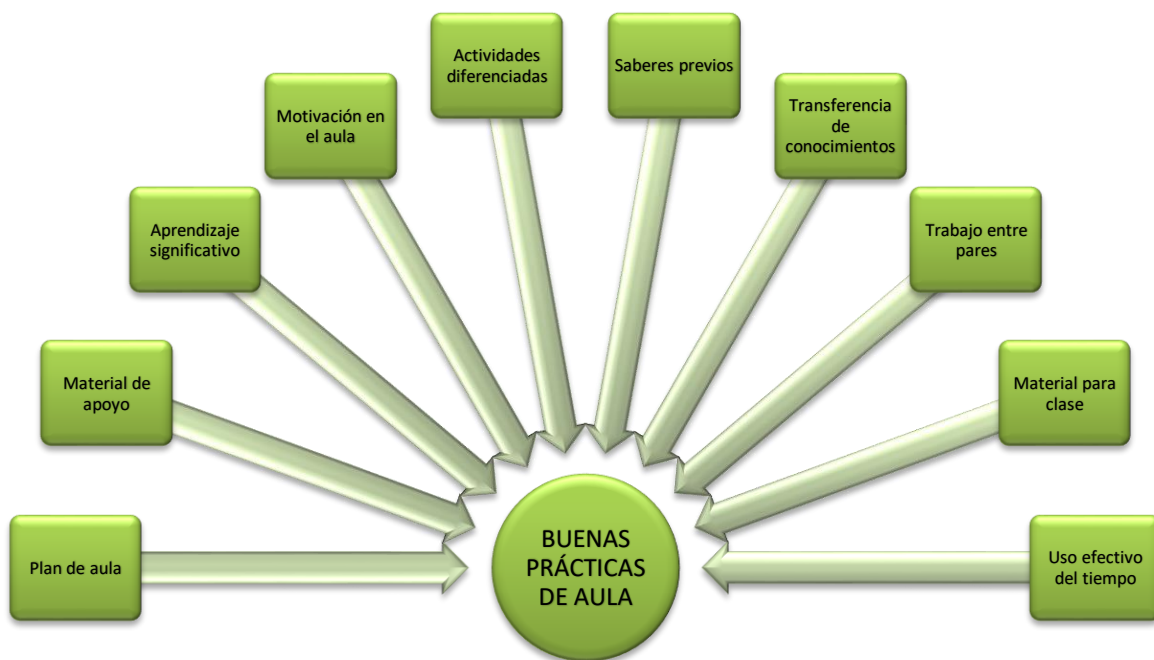 Actividades
diferenciadas
Saberes previos
Motivación en
el aula
Transferencia
de
conocimientos
Aprendizaje
significativo
Trabajo entre
pares
Material de
apoyo
Material para
clase
Plan de aula
BUENAS
PRÁCTICAS
DE AULA
Uso efectivo
del tiempo